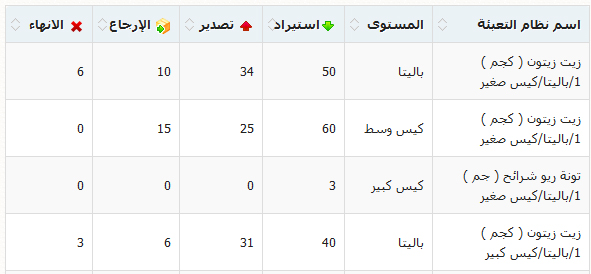 اسم نظام التعبئة المستوى استيراد تصدير الإرجاع الانهاء
زيت زيتون ( كجم )
1/باليتا/كيس صغير باليتا 50 34 10 6
زيت زيتون ( كجم )
1/باليتا/كيس صغير كيس وسط 60 25 15 0
تونة ريو شرائح ( جم )
1/باليتا/كيس صغير كيس كبير 3 0 0 0
زيت زيتون ( كجم )
1/باليتا/كيس كبير باليتا 40 31 6 3